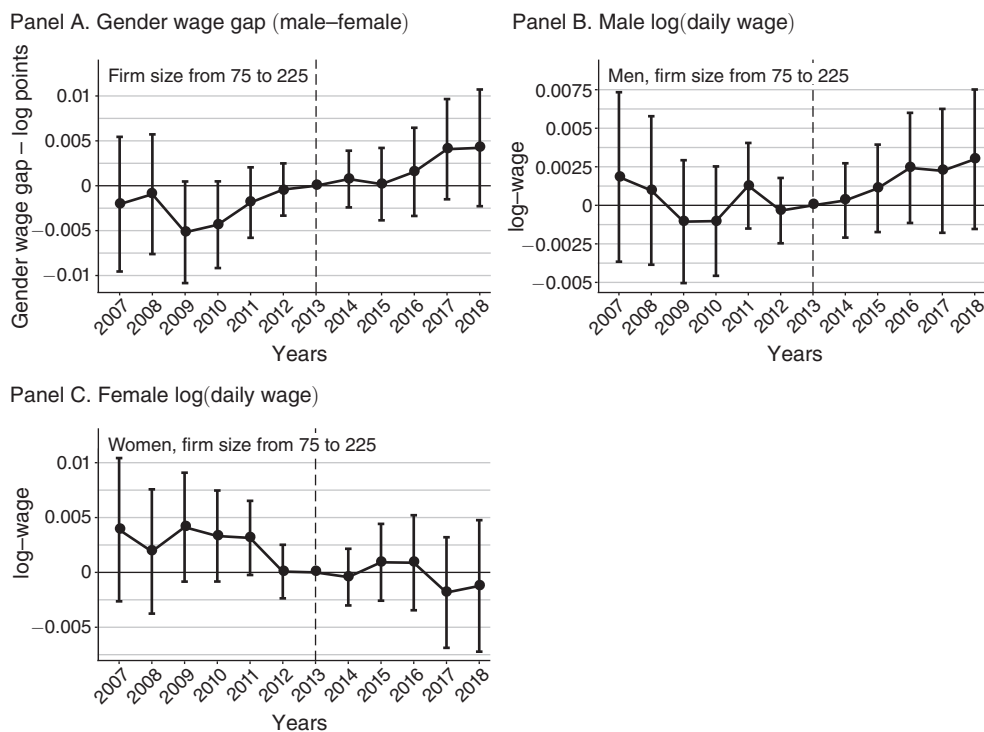 Panel A. Gender wage gap (male–female)
Gender wage gap – log points
Firm size from 75 to 225
0.01
0.005
0
−0.005
−0.01
2007 2008 2009 2010 2011 2012 2013 2014 2015 2016 2017 2018
Years
Panel B. Male log(daily wage)
log–wage
Men, firm size from 75 to 225
0.0075
0.005
0.0025
0
−0.0025
−0.005
2007 2008 2009 2010 2011 2012 2013 2014 2015 2016 2017 2018
Years
Panel C. Female log(daily wage)
log–wage
Women, firm size from 75 to 225
0.01
0.005
0
−0.005
2007 2008 2009 2010 2011 2012 2013 2014 2015 2016 2017 2018
Years